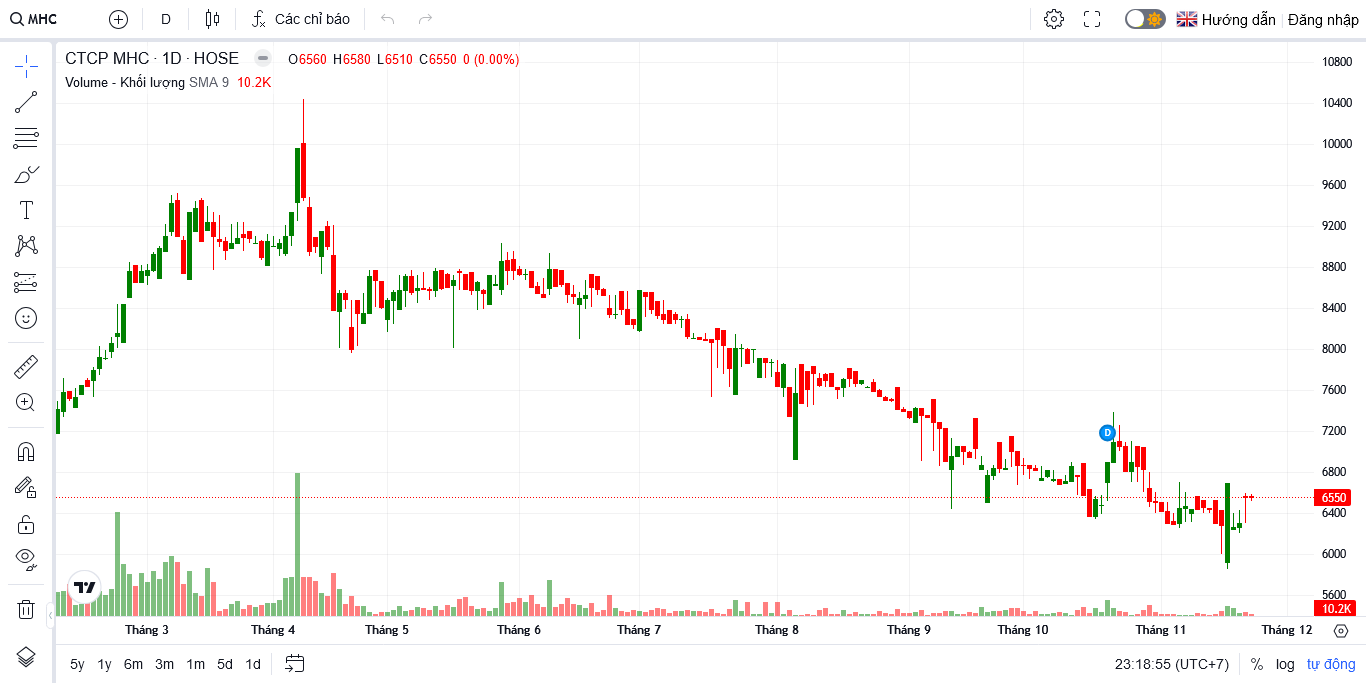 MHC D Các chỉ báo Hướng dẫn Đăng nhập
CTCP MHC · 1D · HOSE O6560 H6580 L6510 C6550 0 (0.00%)
Volume - Khối lượng SMA 9 10.2K
10800
10400
10000
9600
9200
8800
8400
8000
7600
7200
D
6800
6550
6400
6000
5600
10.2K
Tháng 3 Tháng 4 Tháng 5 Tháng 6 Tháng 7 Tháng 8 Tháng 9 Tháng 10 Tháng 11 Tháng 12
5y 1y 6m 3m 1m 5d 1d 23:18:55 (UTC+7) % log tự động